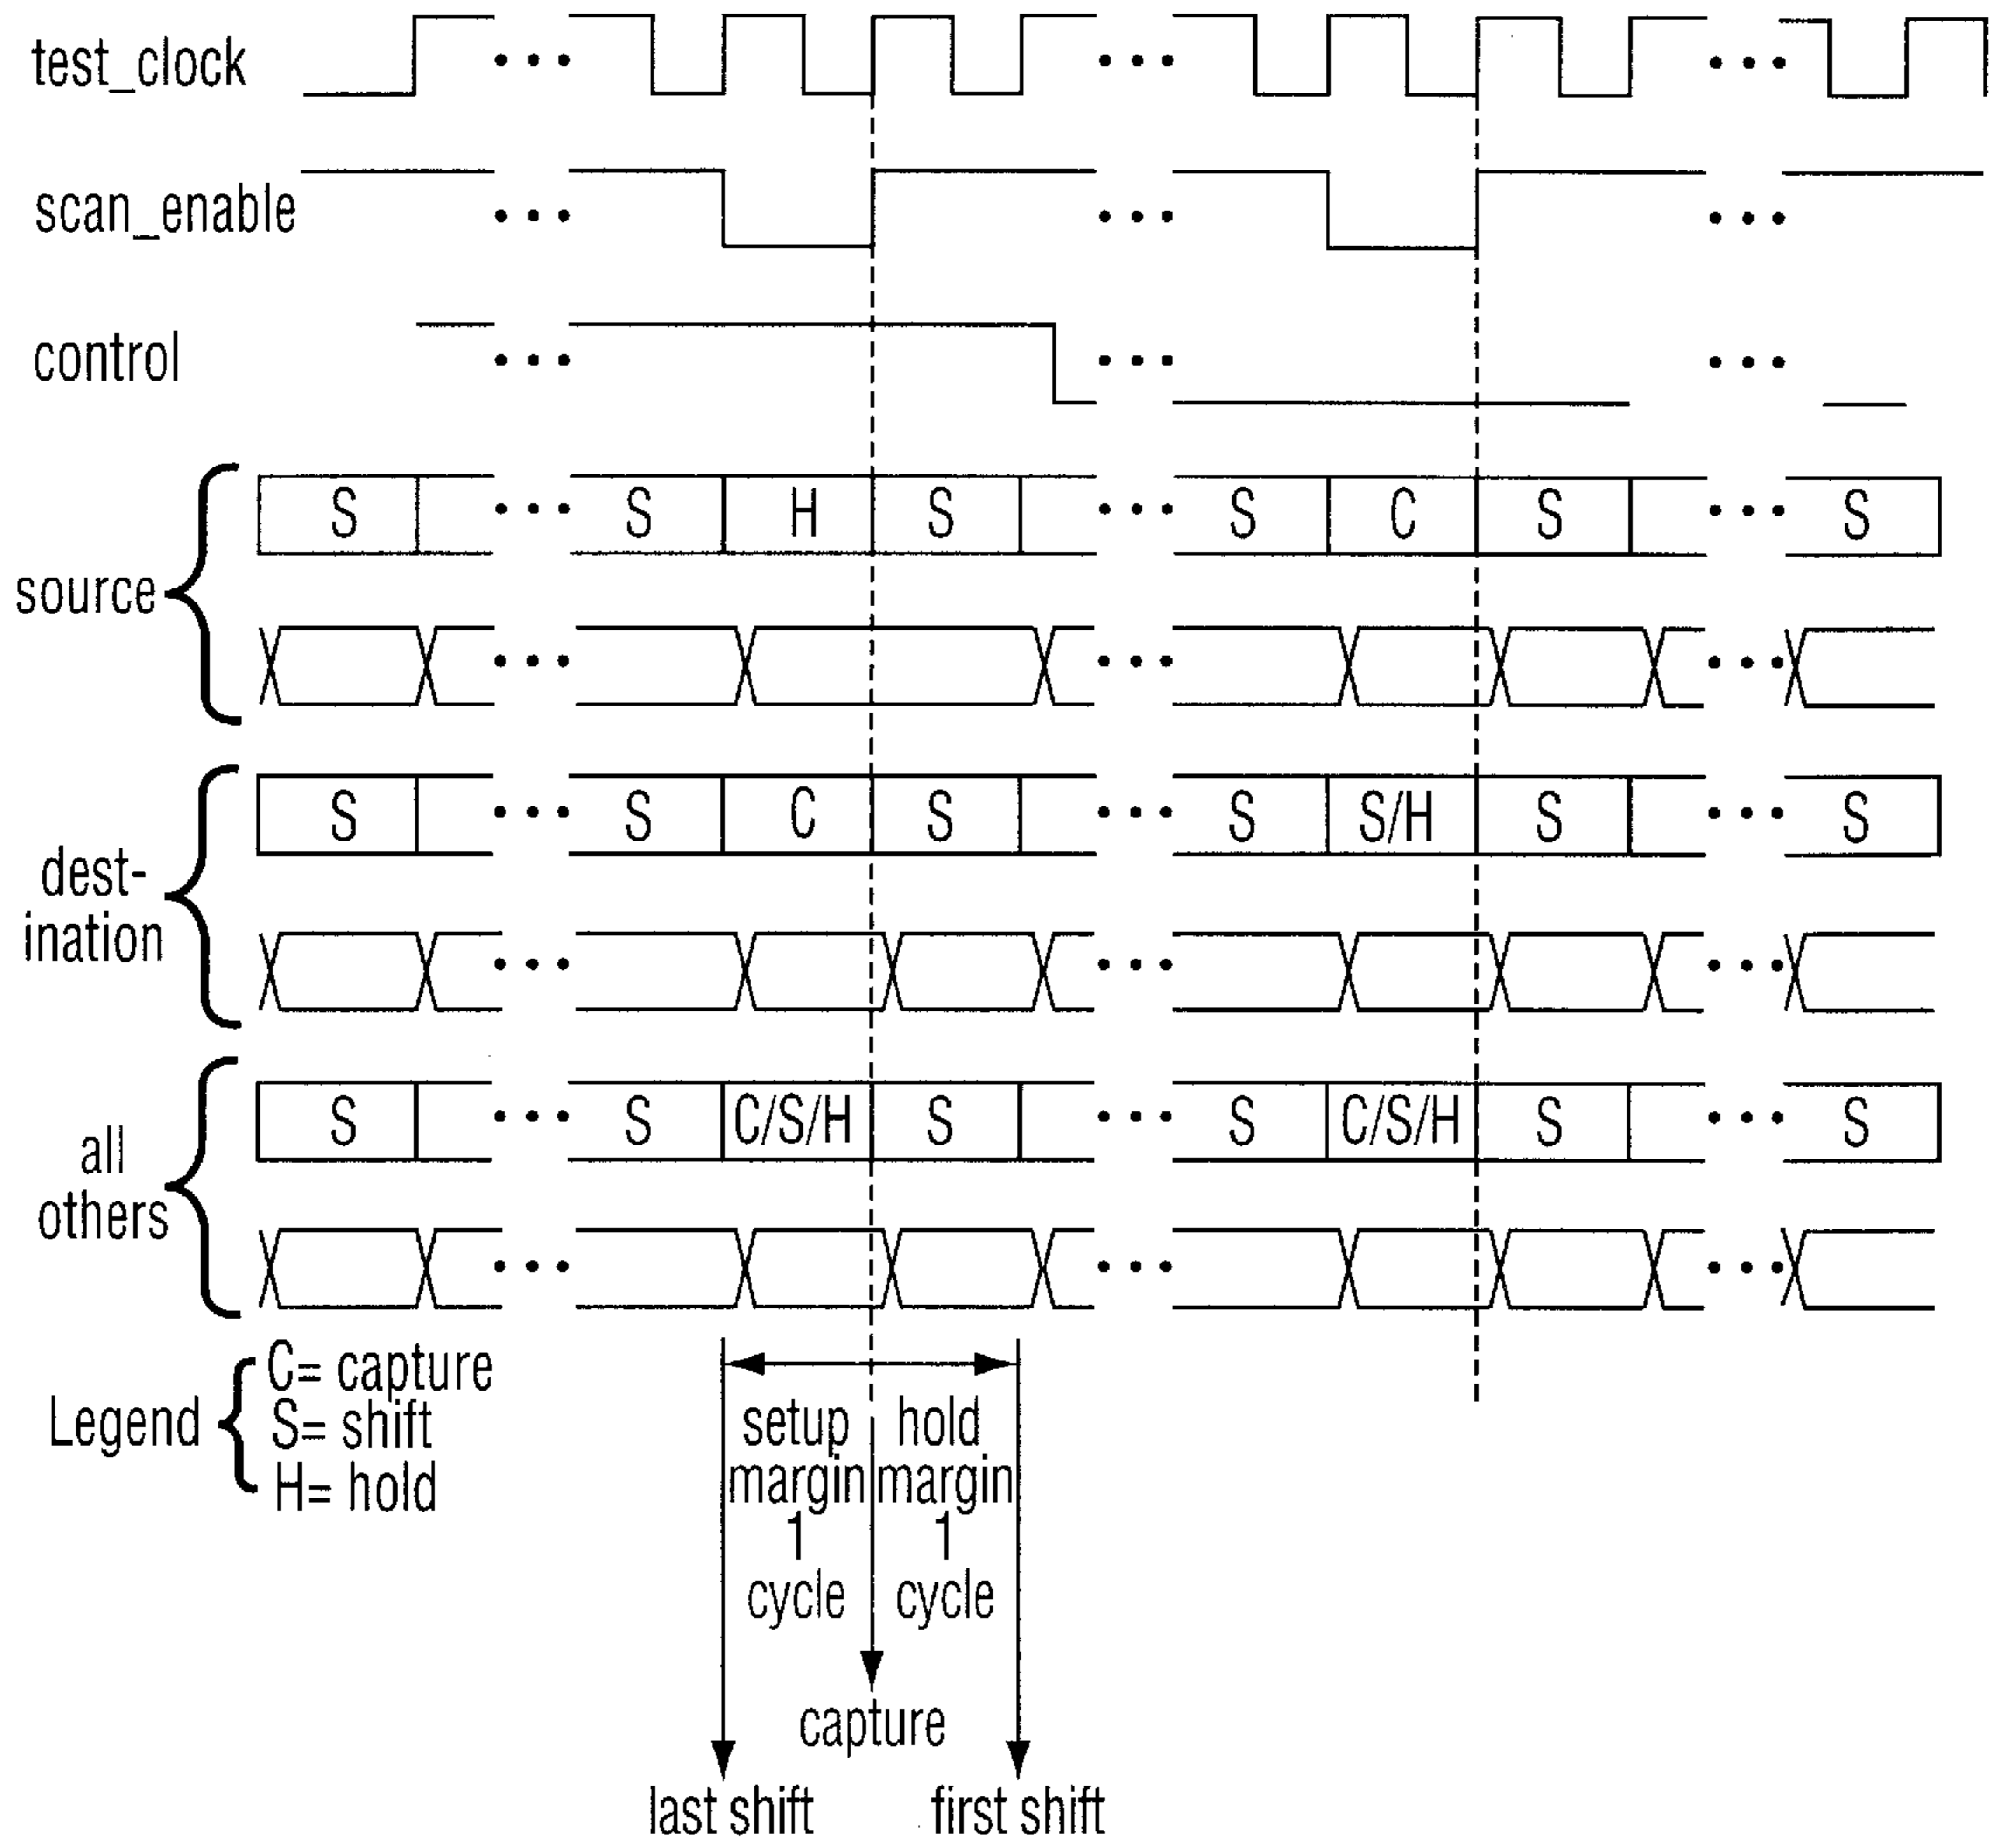 test_clock
scan_enable
control
source
S S H S S C S S
dest-
ination
S S C S S S/H S S
all
others
S S C/S/H S S C/S/H S S
Legend
C= capture
S= shift
H= hold
setup hold
margin margin
1 1
cycle cycle
capture
last shift first shift